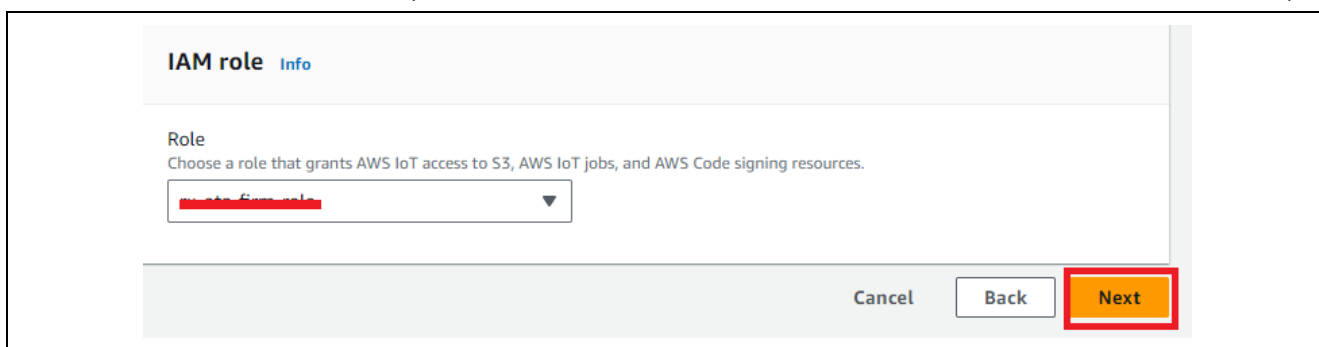 IAM role Info
Role
Choose a role that grants AWS IoT access to S3, AWS IoT jobs, and AWS Code signing resources.
Cancel Back Next